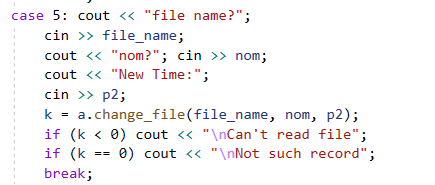 case 5: cout << "file name?";
cin >> file_name;
cout << "nom?"; cin >> nom;
cout << "New Time:";
cin >> p2;
k = a.change_file(file_name, nom, p2);
if (k < 0) cout << "\nCan't read file";
if (k == 0) cout << "\nNot such record";
break;